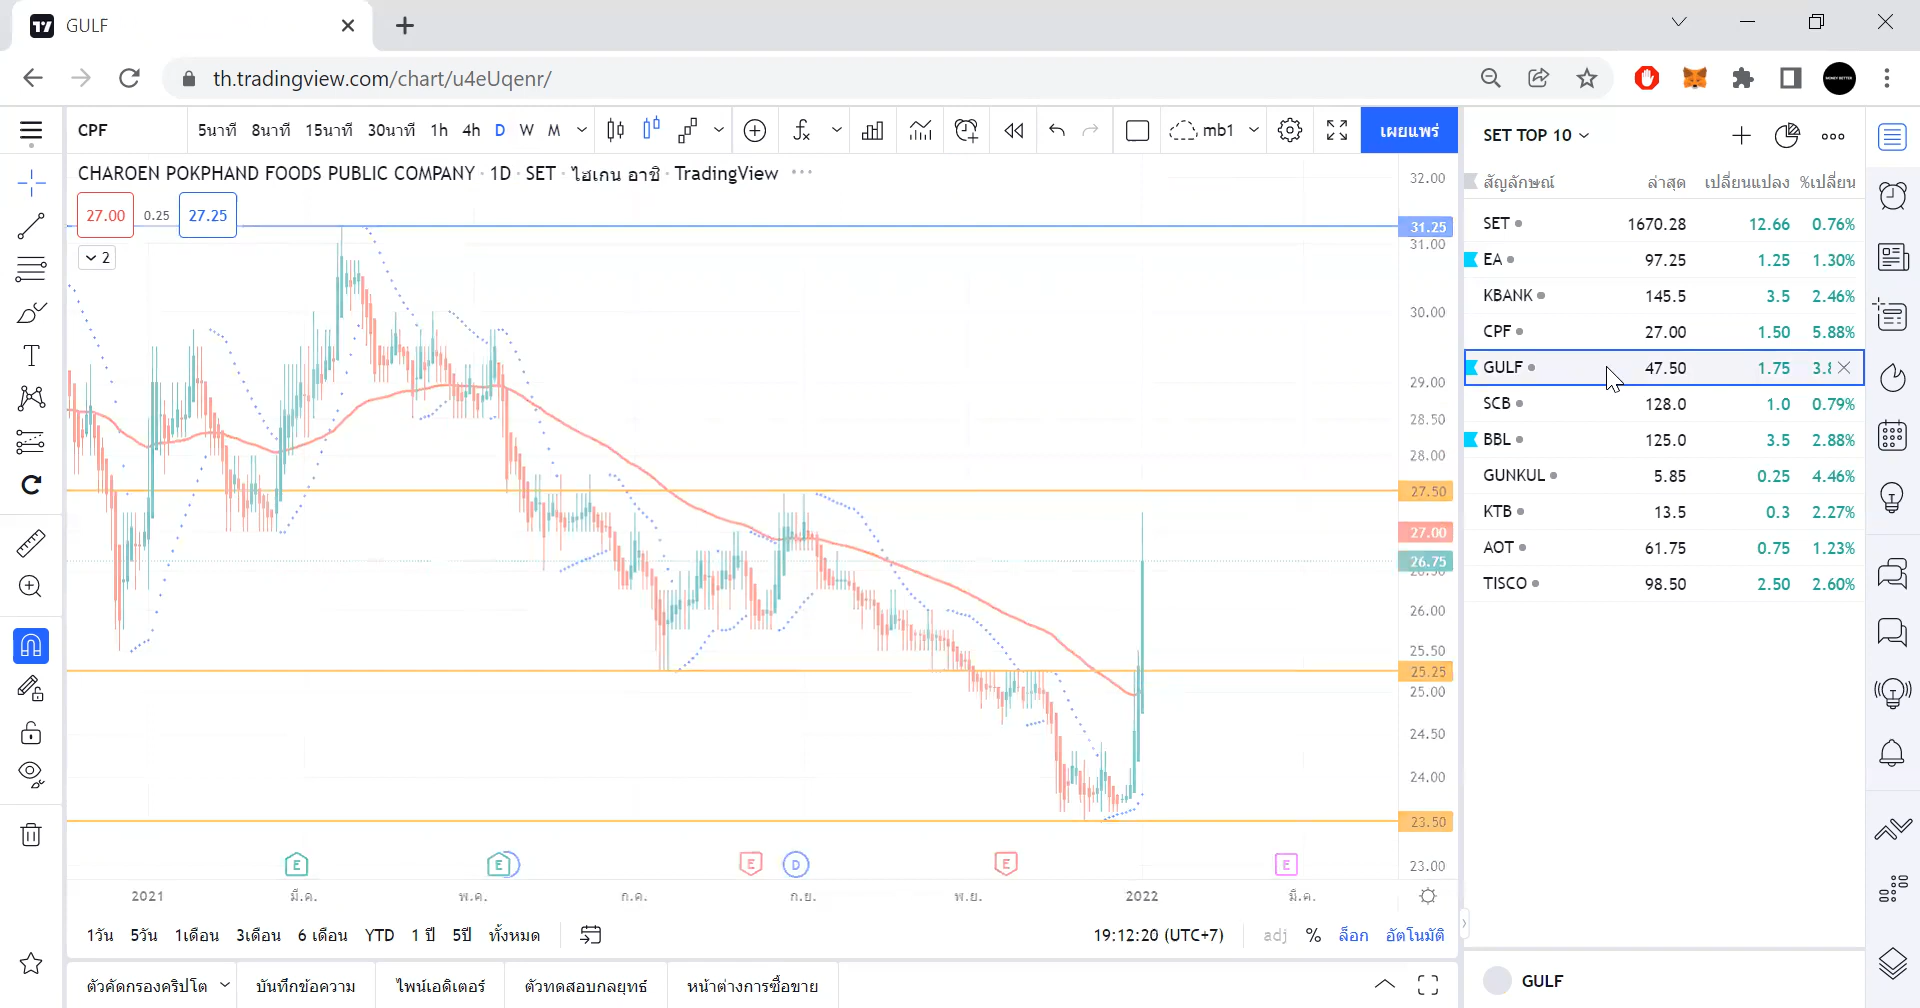 GULF
th.tradingview.com/chart/u4eUqenr/
CPF
5นาที 8นาที 15นาที 30นาที 1h 4h D W M
mb1
เผยแพร่
CHAROEN POKPHAND FOODS PUBLIC COMPANY · 1D · SET · ไฮเกน อาชิ · TradingView
27.00 0.25 27.25
2
32.00
31.25
31.00
30.00
29.00
28.50
28.00
27.50
27.00
26.75
26.00
25.50
25.25
25.00
24.50
24.00
23.50
23.00
E E E D E E
2021 มี.ค. พ.ค. ก.ค. ก.ย. พ.ย. 2022 มี.ค.
1วัน 5วัน 1เดือน 3เดือน 6 เดือน YTD 1 ปี 5ปี ทั้งหมด
19:12:20 (UTC+7) adj % ล็อก อัตโนมัติ
ตัวคัดกรองคริปโต บันทึกข้อความ ไพน์เอดิเตอร์ ตัวทดสอบกลยุทธ์ หน้าต่างการซื้อขาย
SET TOP 10
สัญลักษณ์ ล่าสุด เปลี่ยนแปลง %เปลี่ยน
SET 1670.28 12.66 0.76%
EA 97.25 1.25 1.30%
KBANK 145.5 3.5 2.46%
CPF 27.00 1.50 5.88%
GULF 47.50 1.75
SCB 128.0 1.0 0.79%
BBL 125.0 3.5 2.88%
GUNKUL 5.85 0.25 4.46%
KTB 13.5 0.3 2.27%
AOT 61.75 0.75 1.23%
TISCO 98.50 2.50 2.60%
GULF